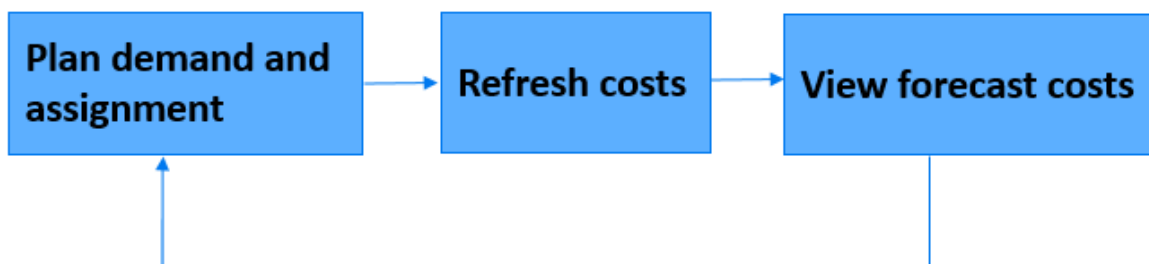 Plan demand and
assignment
Refresh costs
View forecast costs